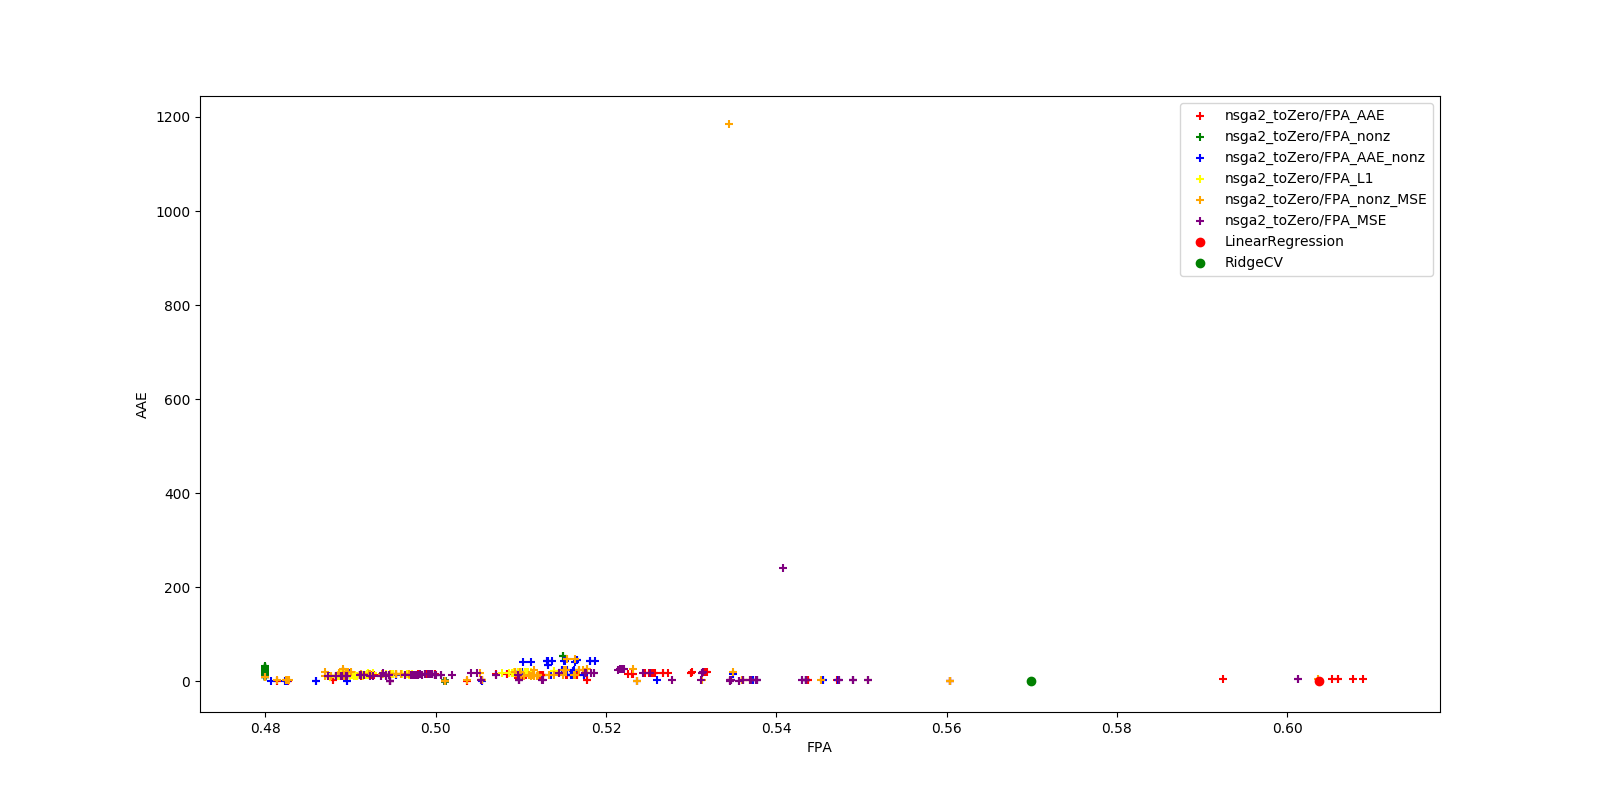 1200
1000
800
600
400
200
0
AAE
0.48 0.50 0.52 0.54 0.56 0.58 0.60
FPA
nsga2_toZero/FPA_AAE
nsga2_toZero/FPA_nonz
nsga2_toZero/FPA_AAE_nonz
nsga2_toZero/FPA_L1
nsga2_toZero/FPA_nonz_MSE
nsga2_toZero/FPA_MSE
LinearRegression
RidgeCV